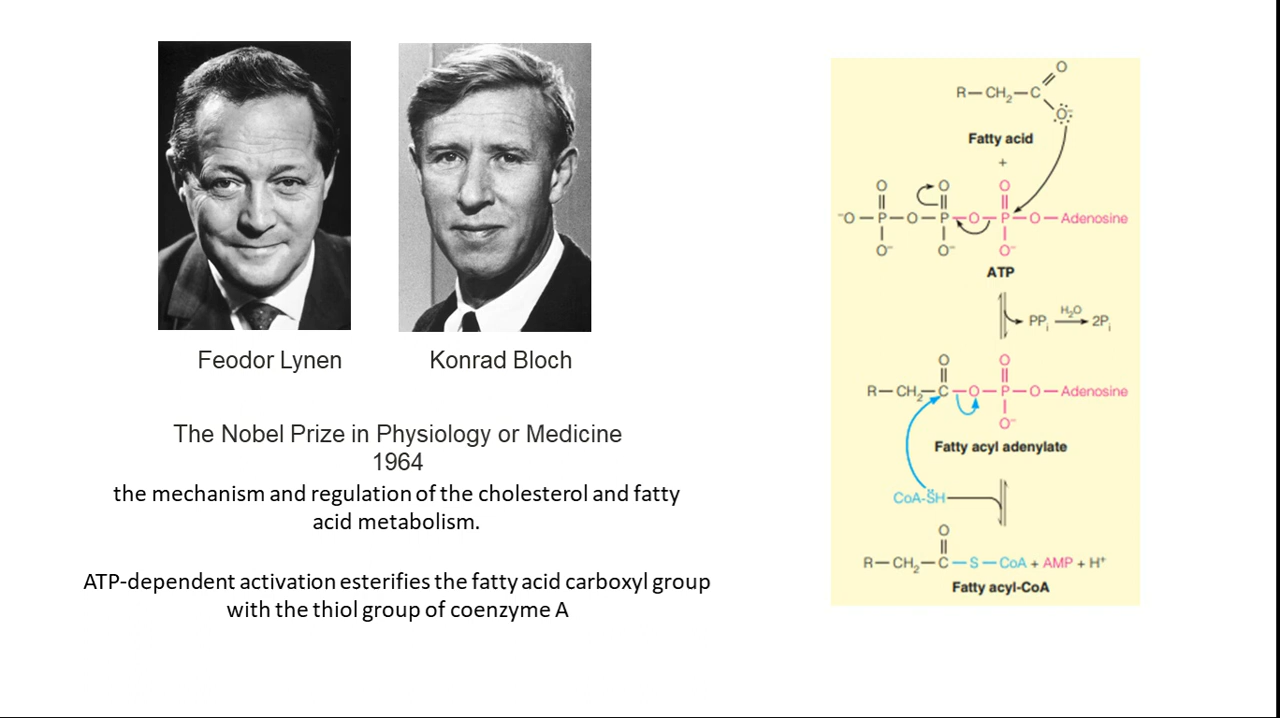 Feodor Lynen
Konrad Bloch
The Nobel Prize in Physiology or Medicine
1964
the mechanism and regulation of the cholesterol and fatty
acid metabolism.
ATP-dependent activation esterifies the fatty acid carboxyl group
with the thiol group of coenzyme A
O
R—CH₂—C
O⁻
Fatty acid
+
O O O
⁻O—P—O—P—O—P—O—Adenosine
O⁻ O⁻ O⁻
ATP
H₂O
PPᵢ → 2Pᵢ
O O
R—CH₂—C—O—P—O—Adenosine
O⁻
Fatty acyl adenylate
CoA-SH
O
R—CH₂—C—S—CoA + AMP + H⁺
Fatty acyl-CoA